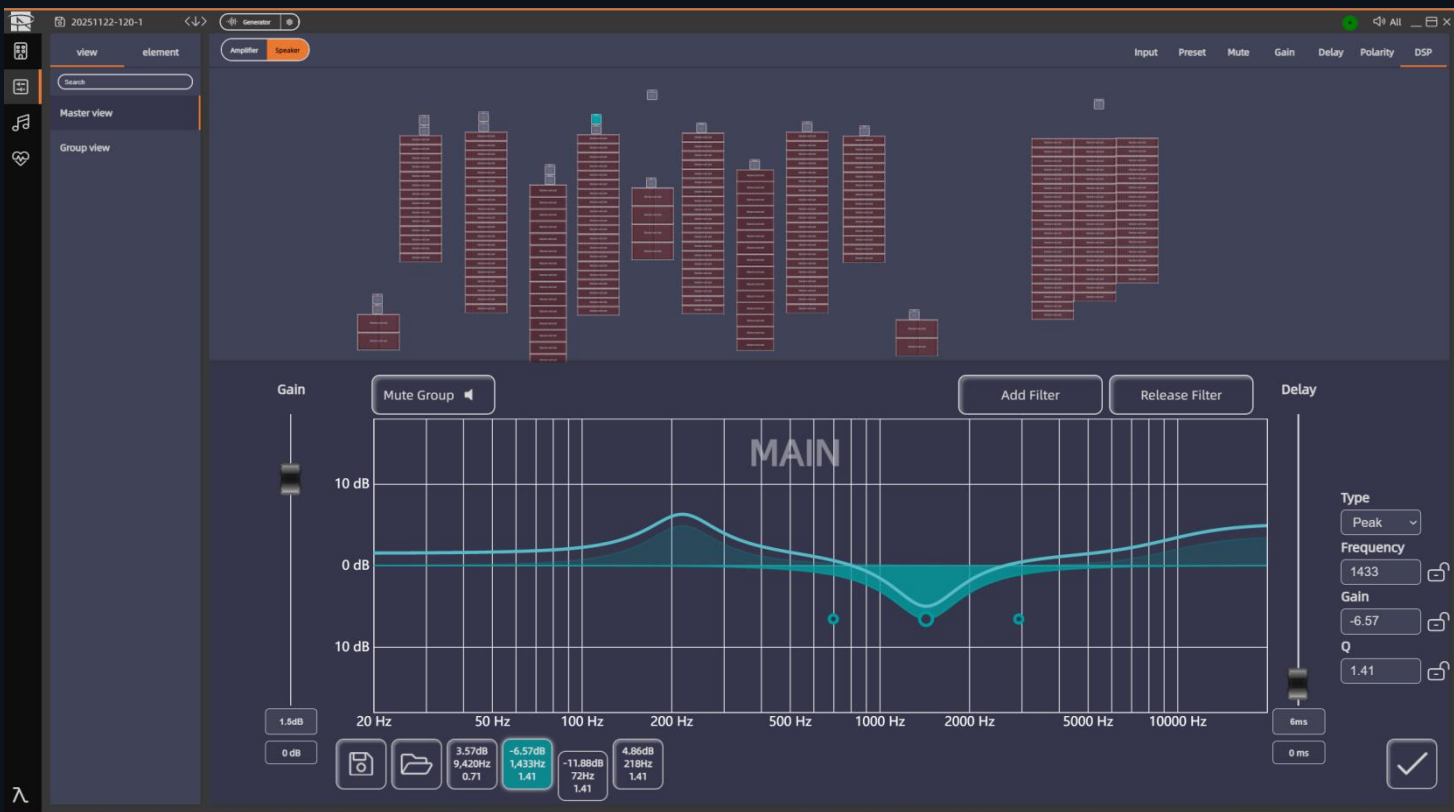 20251122-120-1
Generator
All
view
element
Amplifier
Speaker
Input
Preset
Mute
Gain
Delay
Polarity
DSP
Search
Master view
Group view
Gain
Mute Group
Add Filter
Release Filter
Delay
MAIN
10 dB
0 dB
10 dB
Type
Peak
Frequency
1433
Gain
-6.57
Q
1.41
20 Hz
50 Hz
100 Hz
200 Hz
500 Hz
1000 Hz
2000 Hz
5000 Hz
10000 Hz
1.5dB
0 dB
6ms
0 ms
3.57dB
9,420Hz
0.71
-6.57dB
1,433Hz
1.41
-11.88dB
72Hz
1.41
4.86dB
218Hz
1.41